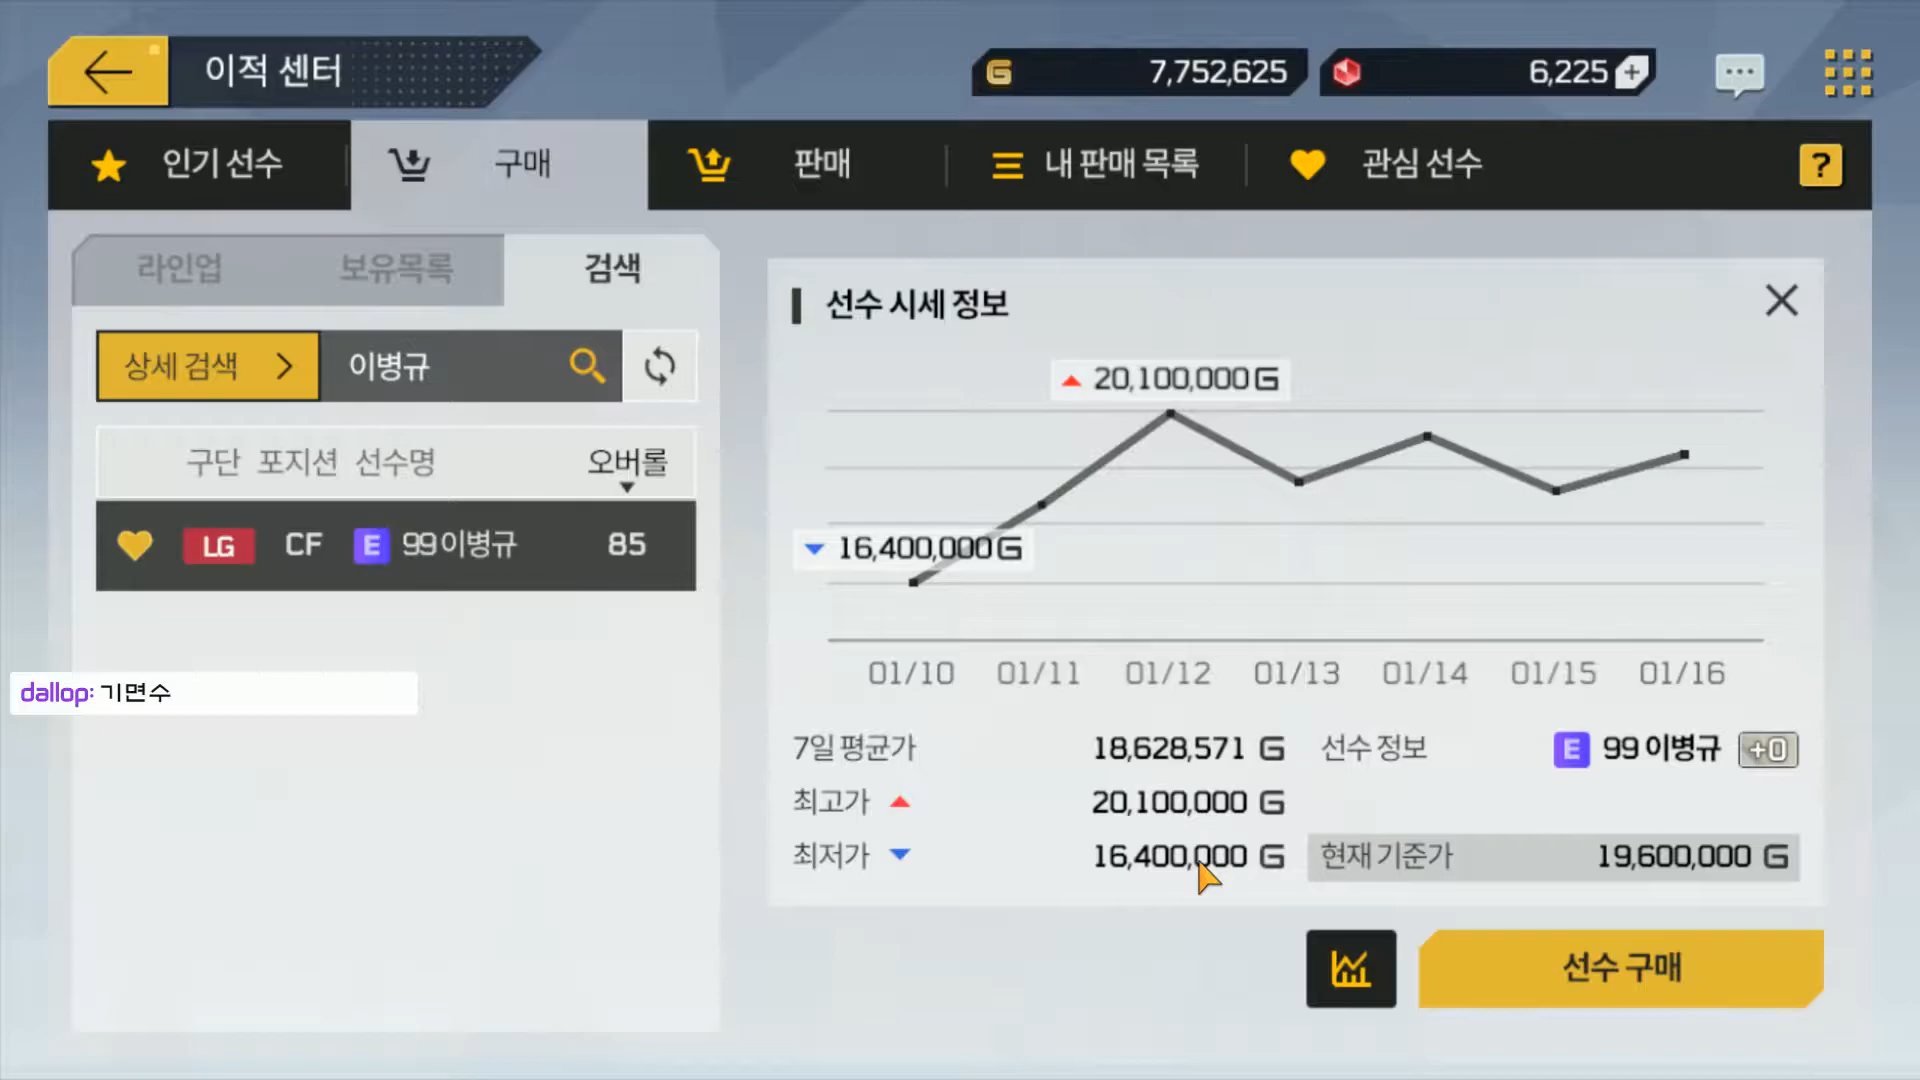 이적 센터
G 7,752,625
6,225 +
인기 선수
구매
판매
내 판매 목록
관심 선수
?
라인업
보유목록
검색
상세 검색 >
이병규
구단 포지션 선수명 오버롤
LG CF E 99 이병규 85
dallop: 기면수
선수 시세 정보
20,100,000 G
16,400,000 G
01/10 01/11 01/12 01/13 01/14 01/15 01/16
7일 평균가 18,628,571 G
최고가 20,100,000 G
최저가 16,400,000 G
선수 정보 E 99 이병규 +0
현재 기준가 19,600,000 G
선수 구매